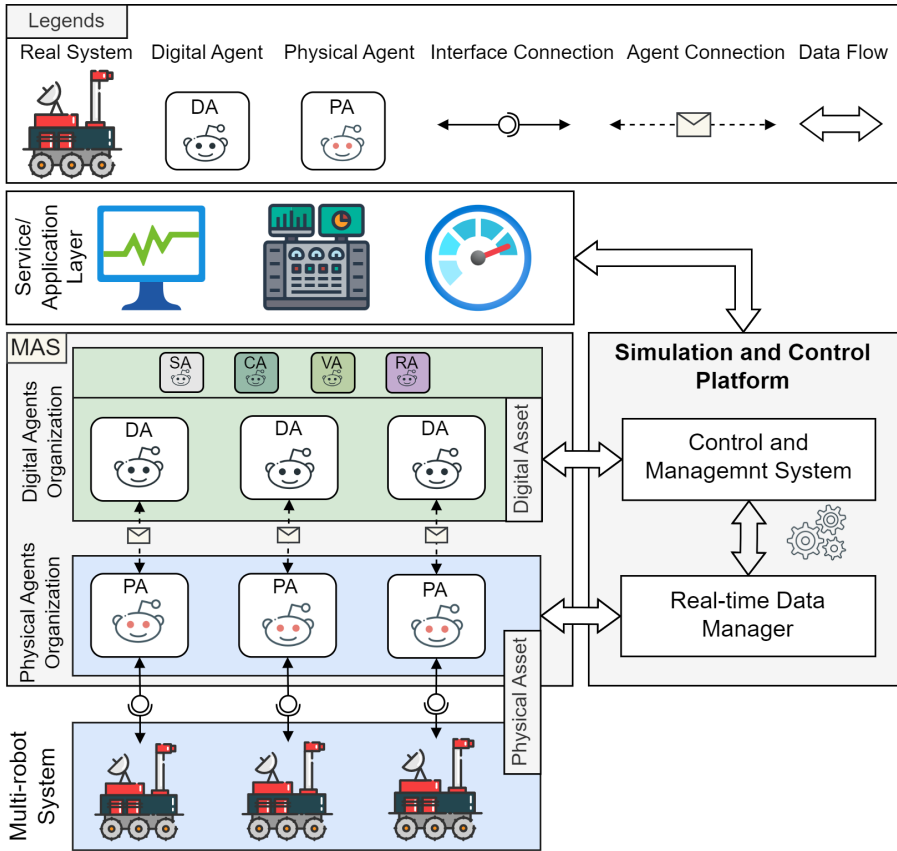 Legends
Real System
Digital Agent
Physical Agent
Interface Connection
Agent Connection
Data Flow
DA
PA
Service/
Application
Layer
MAS
SA
CA
VA
RA
Digital Agents
Organization
DA
DA
DA
Digital Asset
Physical Agents
Organization
PA
PA
PA
Physical Asset
Multi-robot
System
Simulation and Control
Platform
Control and
Managemnt System
Real-time Data
Manager